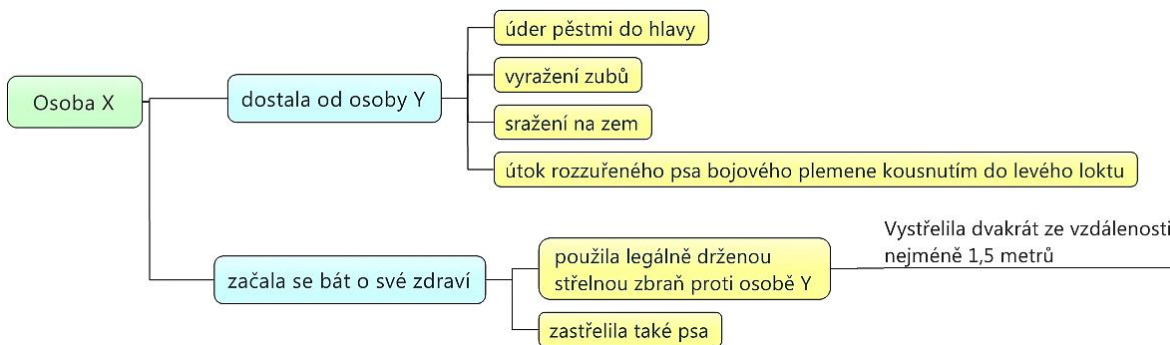 Osoba X
dostala od osoby Y
úder pěstmi do hlavy
vyražení zubů
sražení na zem
útok rozzuřeného psa bojového plemene kousnutím do levého loktu
začala se bát o své zdraví
použila legálně drženou
střelnou zbraň proti osobě Y
Vystřelila dvakrát ze vzdálenosti
nejméně 1,5 metrů
zastřelila také psa